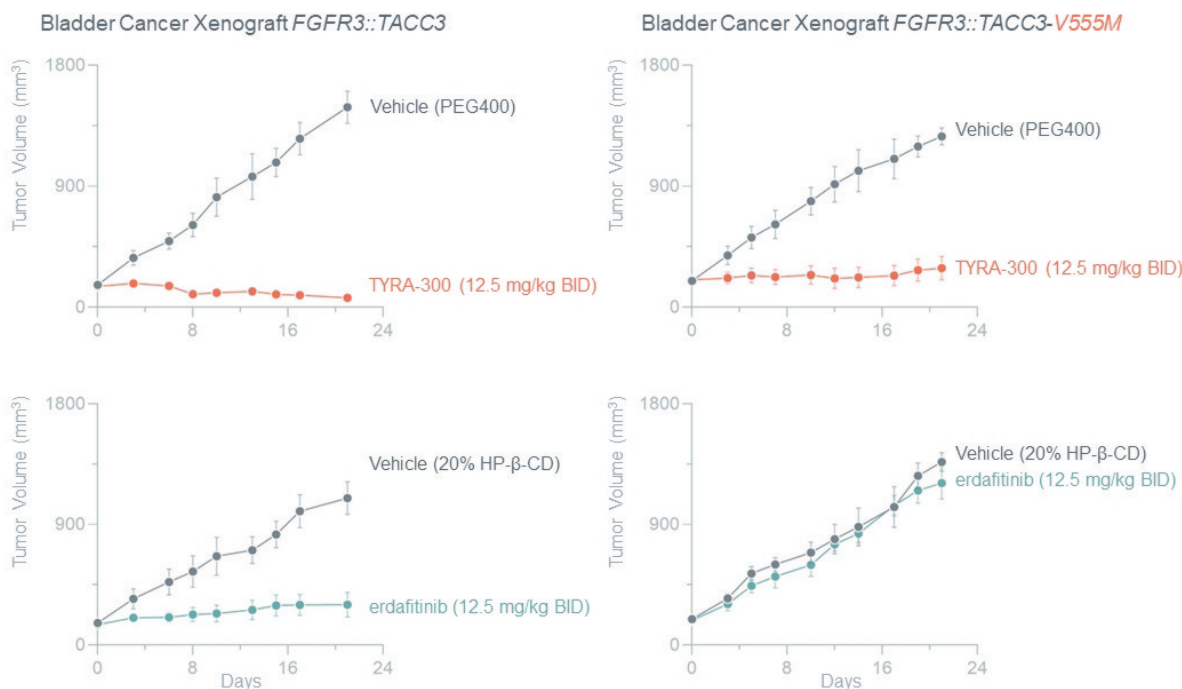 Bladder Cancer Xenograft FGFR3::TACC3
Tumor Volume (mm³)
1800
900
0
0
8
16
24
Vehicle (PEG400)
TYRA-300 (12.5 mg/kg BID)
Bladder Cancer Xenograft FGFR3::TACC3-V555M
Tumor Volume (mm³)
1800
900
0
0
8
16
24
Vehicle (PEG400)
TYRA-300 (12.5 mg/kg BID)
Tumor Volume (mm³)
1800
900
0
0
8
16
24
Days
Vehicle (20% HP-β-CD)
erdafitinib (12.5 mg/kg BID)
Tumor Volume (mm³)
1800
900
0
0
8
16
24
Days
Vehicle (20% HP-β-CD)
erdafitinib (12.5 mg/kg BID)